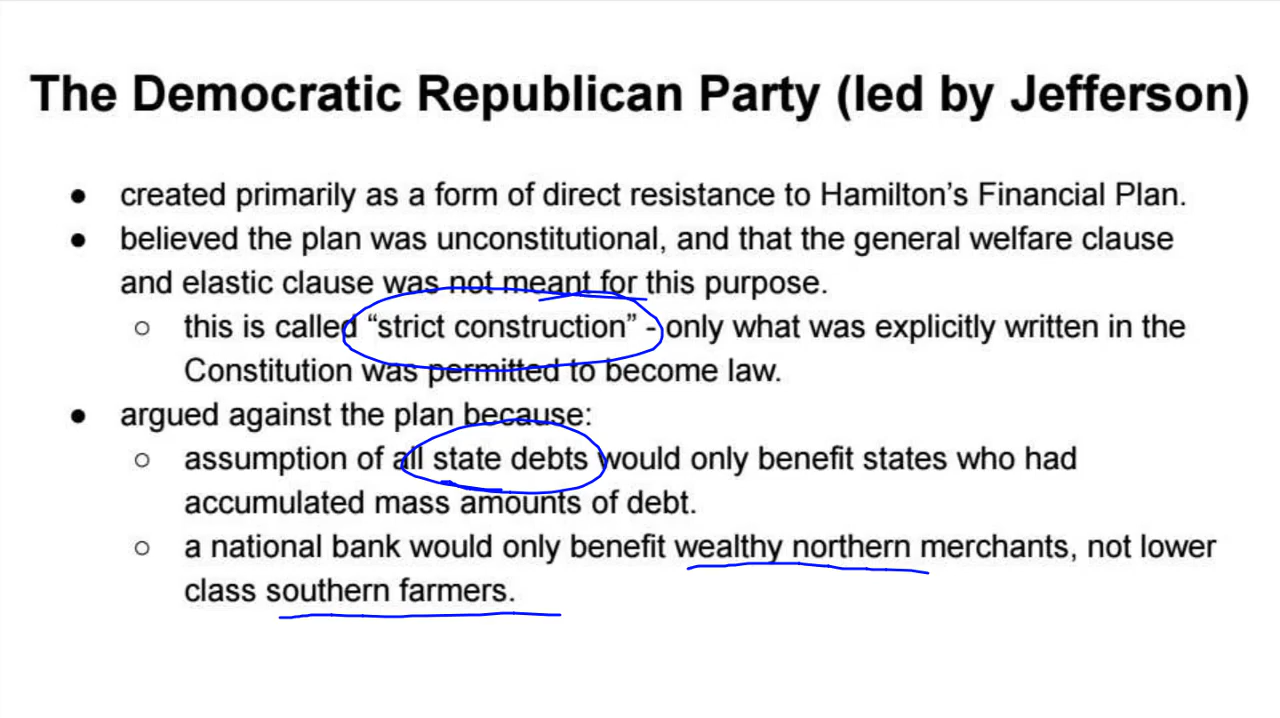 The Democratic Republican Party (led by Jefferson)
● created primarily as a form of direct resistance to Hamilton’s Financial Plan.
● believed the plan was unconstitutional, and that the general welfare clause
and elastic clause was not meant for this purpose.
○ this is called “strict construction” - only what was explicitly written in the
Constitution was permitted to become law.
● argued against the plan because:
○ assumption of all state debts would only benefit states who had
accumulated mass amounts of debt.
○ a national bank would only benefit wealthy northern merchants, not lower
class southern farmers.